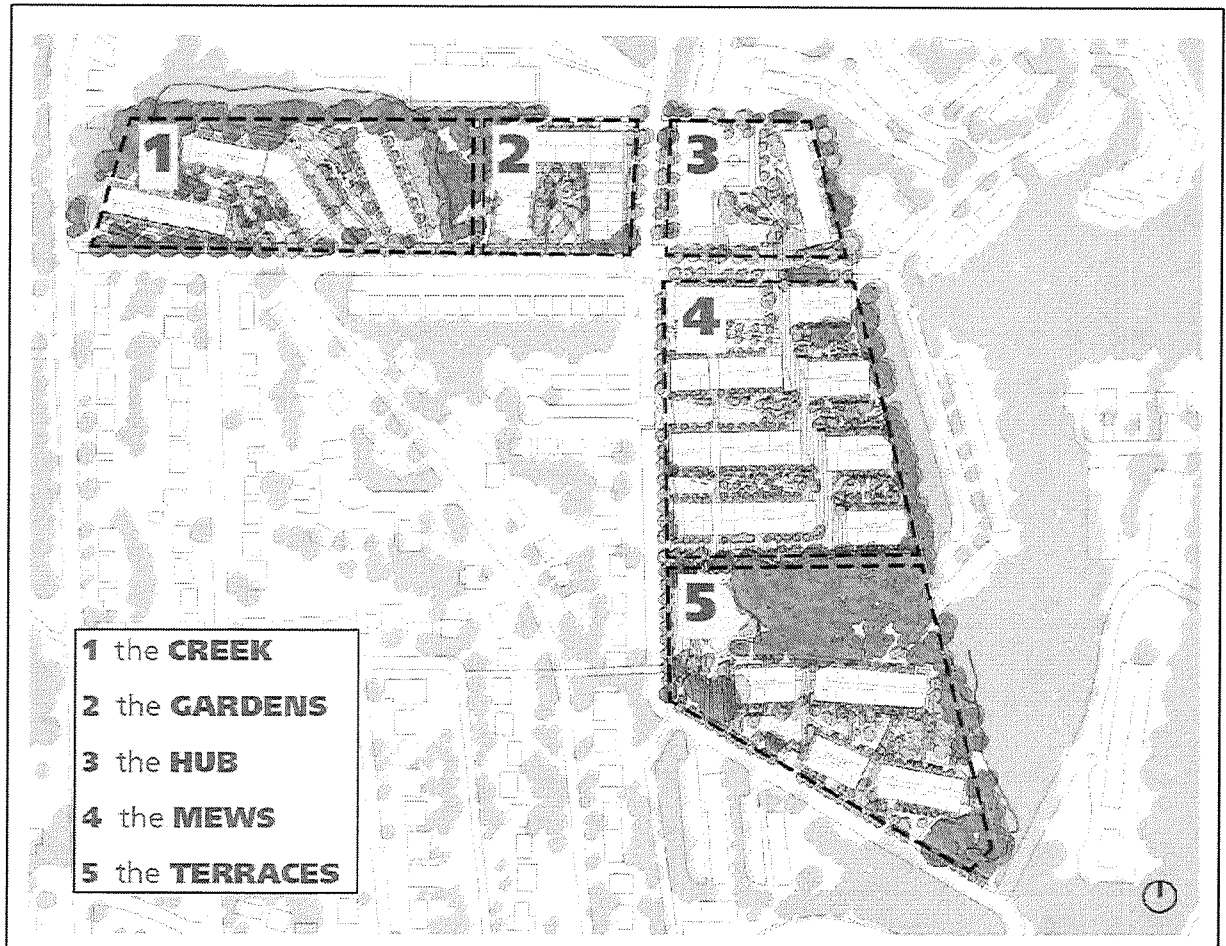 1
2
3
4
5
1 the CREEK
2 the GARDENS
3 the HUB
4 the MEWS
5 the TERRACES